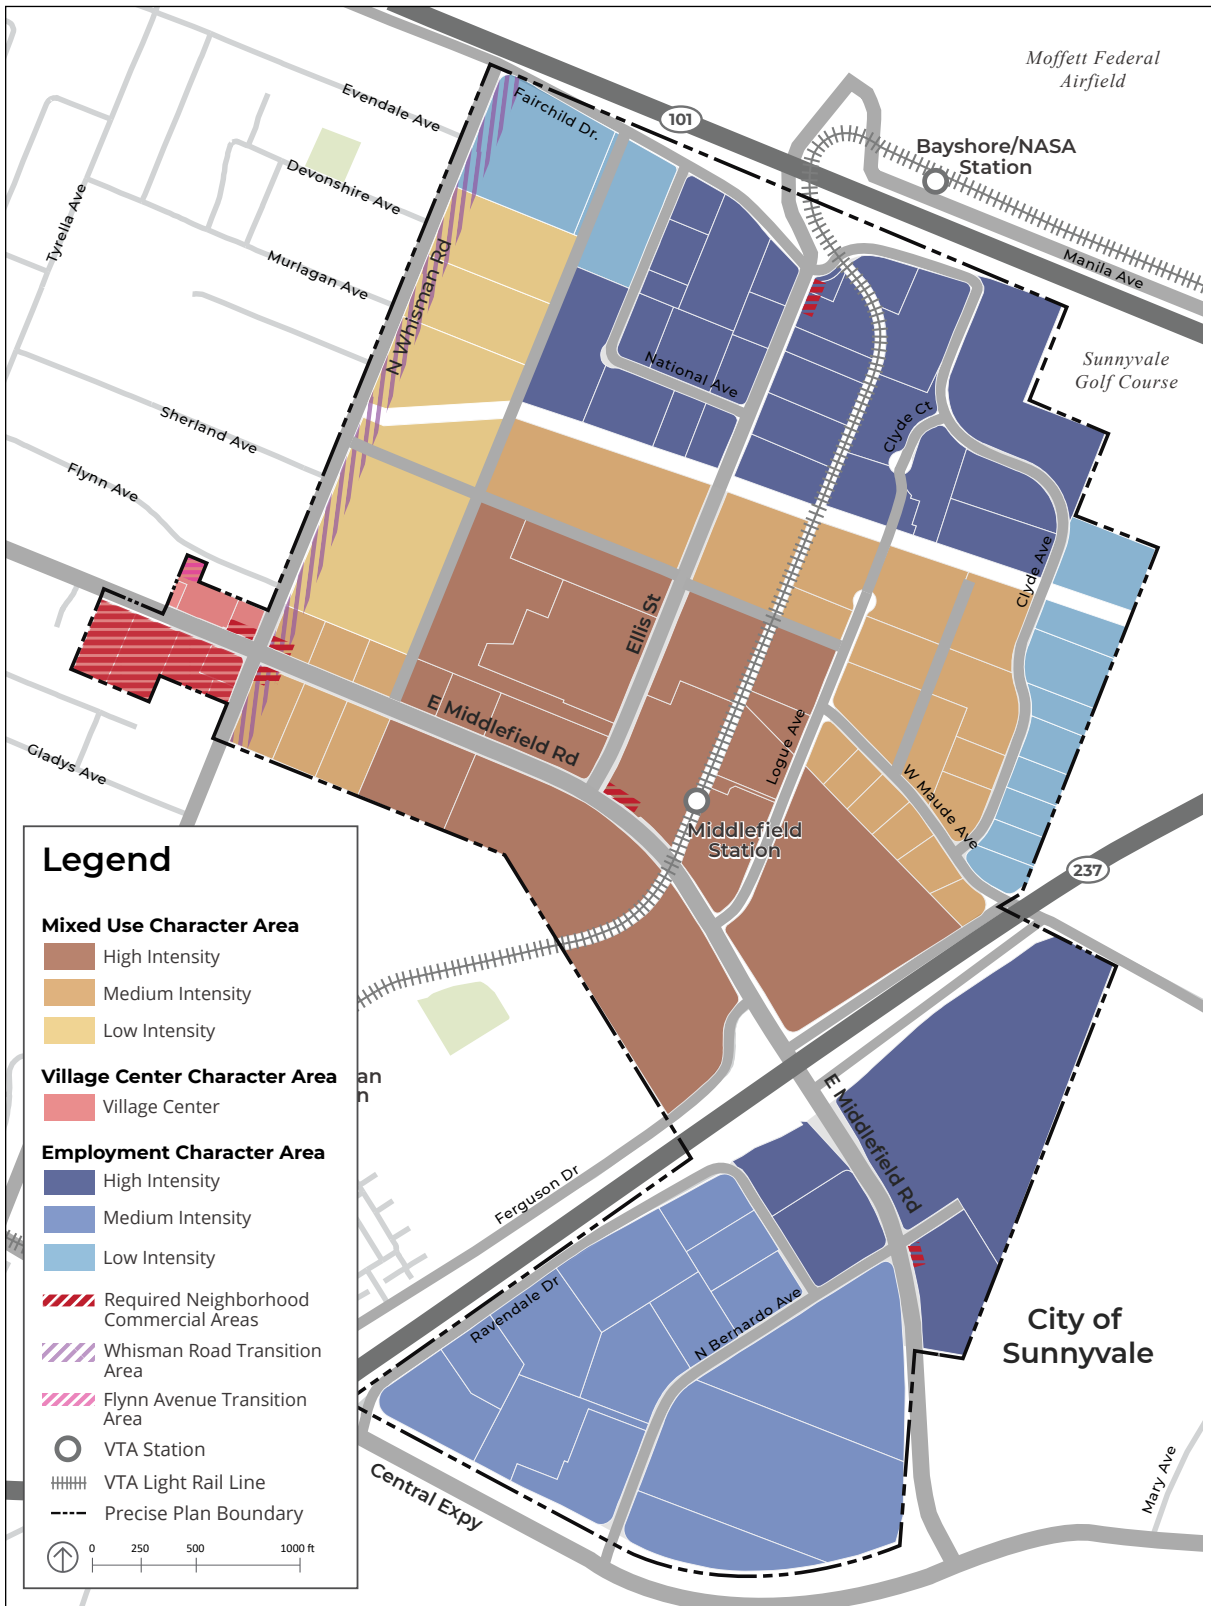 Moffett Federal
Airfield
Evendale Ave
Fairchild Dr.
101
Bayshore/NASA
Station
Devonshire Ave
Tyrella Ave
Murlagan Ave
N Whisman Rd
Manila Ave
Sunnyvale
Golf Course
National Ave
Sherland Ave
Clyde Ct
Flynn Ave
Clyde Ave
Ellis St
E Middlefield Rd
Logue Ave
Gladys Ave
W Maude Ave
Middlefield
Station
237
Legend
Mixed Use Character Area
High Intensity
Medium Intensity
Low Intensity
Village Center Character Area
Village Center
Employment Character Area
High Intensity
Medium Intensity
Low Intensity
Required Neighborhood
Commercial Areas
Whisman Road Transition
Area
Flynn Avenue Transition
Area
VTA Station
VTA Light Rail Line
Precise Plan Boundary
0 250 500 1000 ft
an
n
E Middlefield Rd
Ferguson Dr
Ravendale Dr
N Bernardo Ave
City of
Sunnyvale
Central Expy
Mary Ave